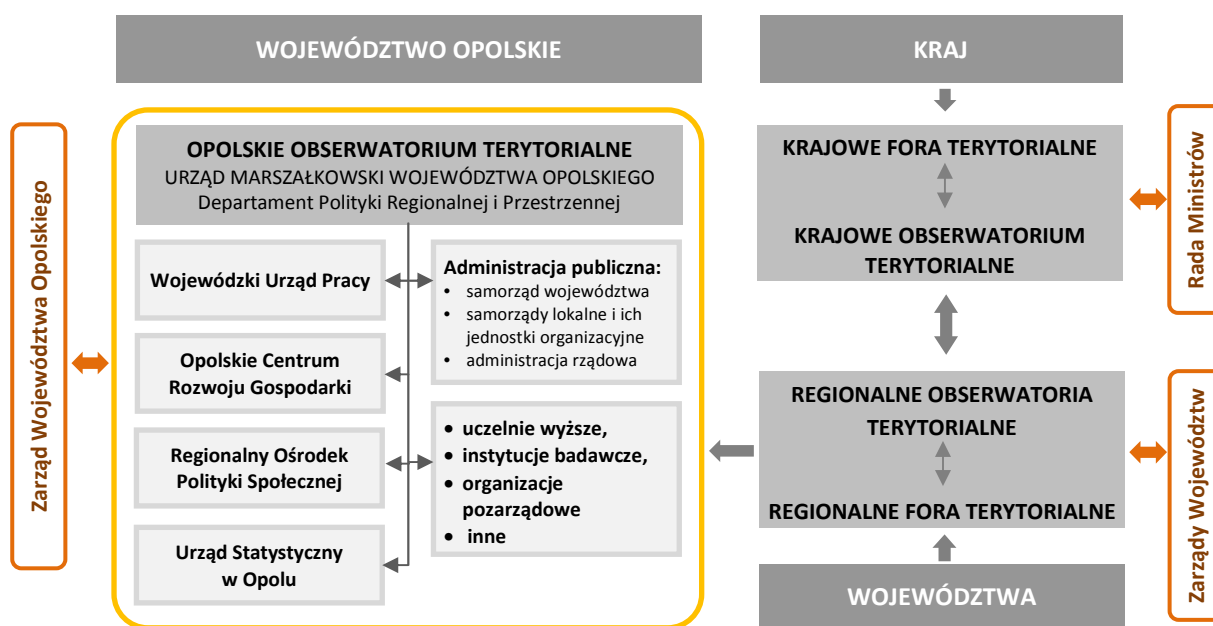 WOJEWÓDZTWO OPOLSKIE
Zarząd Województwa Opolskiego
OPOLSKIE OBSERWATORIUM TERYTORIALNE
URZĄD MARSZAŁKOWSKI WOJEWÓDZTWA OPOLSKIEGO
Departament Polityki Regionalnej i Przestrzennej
Wojewódzki Urząd Pracy
Opolskie Centrum
Rozwoju Gospodarki
Regionalny Ośrodek
Polityki Społecznej
Urząd Statystyczny
w Opolu
Administracja publiczna:
• samorząd województwa
• samorządy lokalne i ich
jednostki organizacyjne
• administracja rządowa
• uczelnie wyższe,
• instytucje badawcze,
• organizacje
pozarządowe
• inne
KRAJ
KRAJOWE FORA TERYTORIALNE
KRAJOWE OBSERWATORIUM
TERYTORIALNE
Rada Ministrów
REGIONALNE OBSERWATORIA
TERYTORIALNE
REGIONALNE FORA TERYTORIALNE
Zarządy Województw
WOJEWÓDZTWA